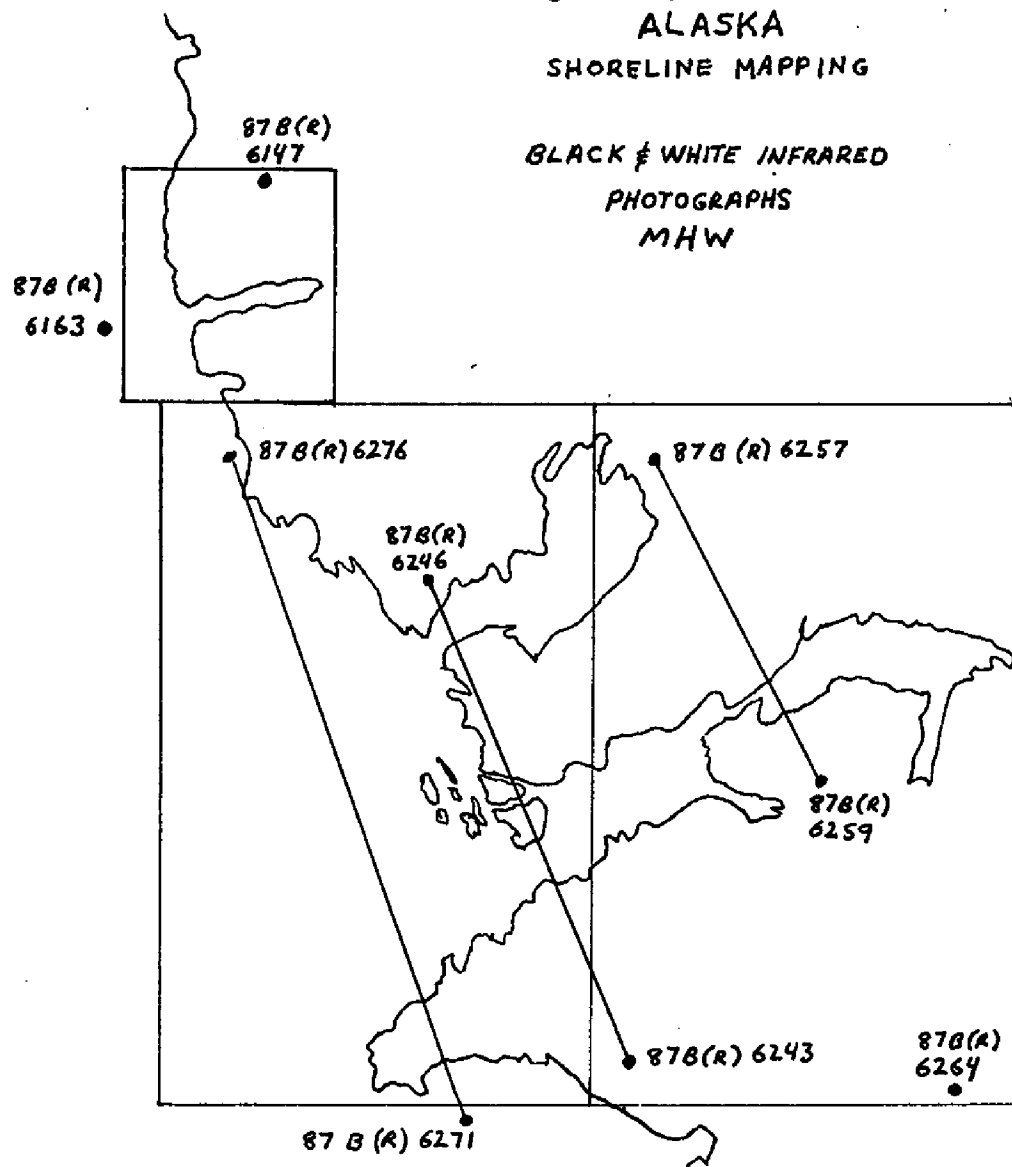 ALASKA
SHORELINE MAPPING
BLACK & WHITE INFRARED
PHOTOGRAPHS
MHW
87B(R)
6147
87B(R)
6163
87B(R) 6276
87B(R) 6257
87B(R)
6246
87B(R)
6259
87B(R) 6243
87B(R)
6264
87B(R) 6271